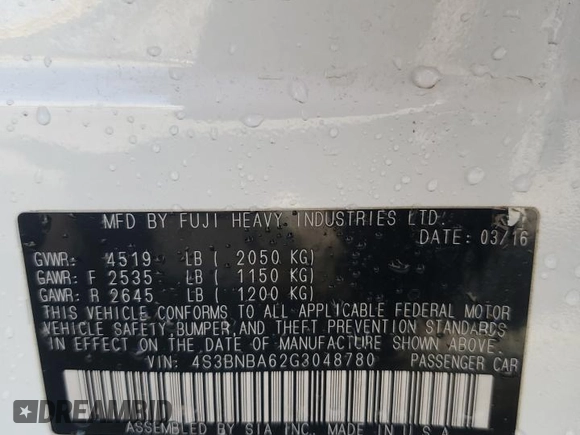 MFD BY FUJI HEAVY INDUSTRIES LTD.
DATE: 03/16
GVWR: 4519 LB ( 2050 KG)
GAWR: F 2535 LB ( 1150 KG)
GAWR: R 2645 LB ( 1200 KG)
THIS VEHICLE CONFORMS TO ALL APPLICABLE FEDERAL MOTOR
VEHICLE SAFETY, BUMPER, AND THEFT PREVENTION STANDARDS
IN EFFECT ON THE DATE OF MANUFACTURE SHOWN ABOVE.
VIN: 4S3BNBA62G3048780 PASSENGER CAR
ASSEMBLED BY SIA INC., MADE IN U.S.A.
DREAMBID